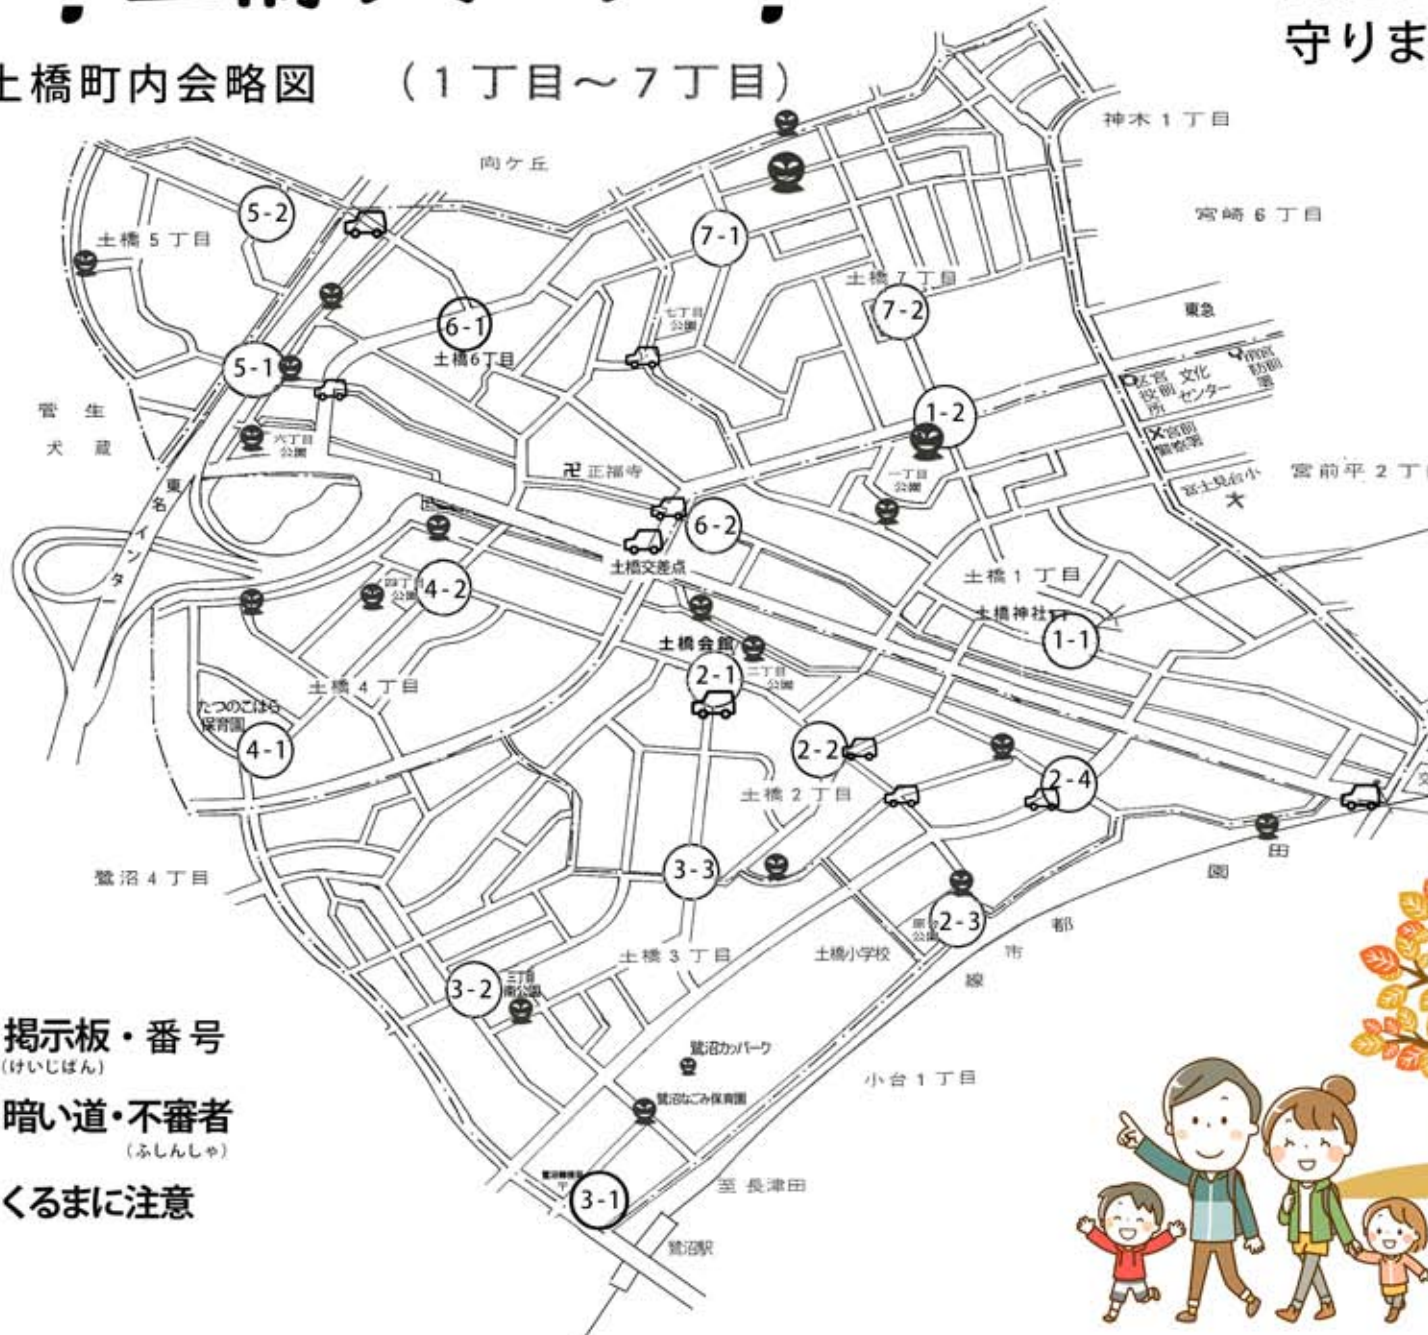 守りま
土橋町内会略図 （1丁目～7丁目）
神木1丁目
向ケ丘
宮崎6丁目
5-2
土橋5丁目
7-1
土橋7丁目
7-2
東急
七丁目
公園
6-1
土橋6丁目
5-1
文化
センター
区役所
宮前
宮前
警察署
1-2
菅生
犬蔵
六丁目
公園
卍 正福寺
一丁目
公園
富士見台小
宮前平2丁目
東名インター
6-2
土橋交差点
四丁目
公園
4-2
土橋1丁目
土橋神社
1-1
土橋会館
2-1
二丁目
公園
土橋4丁目
たつのこはら
保育園
4-1
2-2
2-4
土橋2丁目
鷺沼4丁目
3-3
田
園
都
市
線
2-3
公園
土橋3丁目
土橋小学校
3-2
三丁目
南公園
掲示板・番号
(けいじばん)
鷺沼カッパーク
小台1丁目
暗い道・不審者
(ふしんしゃ)
鷺沼なごみ保育園
くるまに注意
〒
3-1
至長津田
鷺沼駅